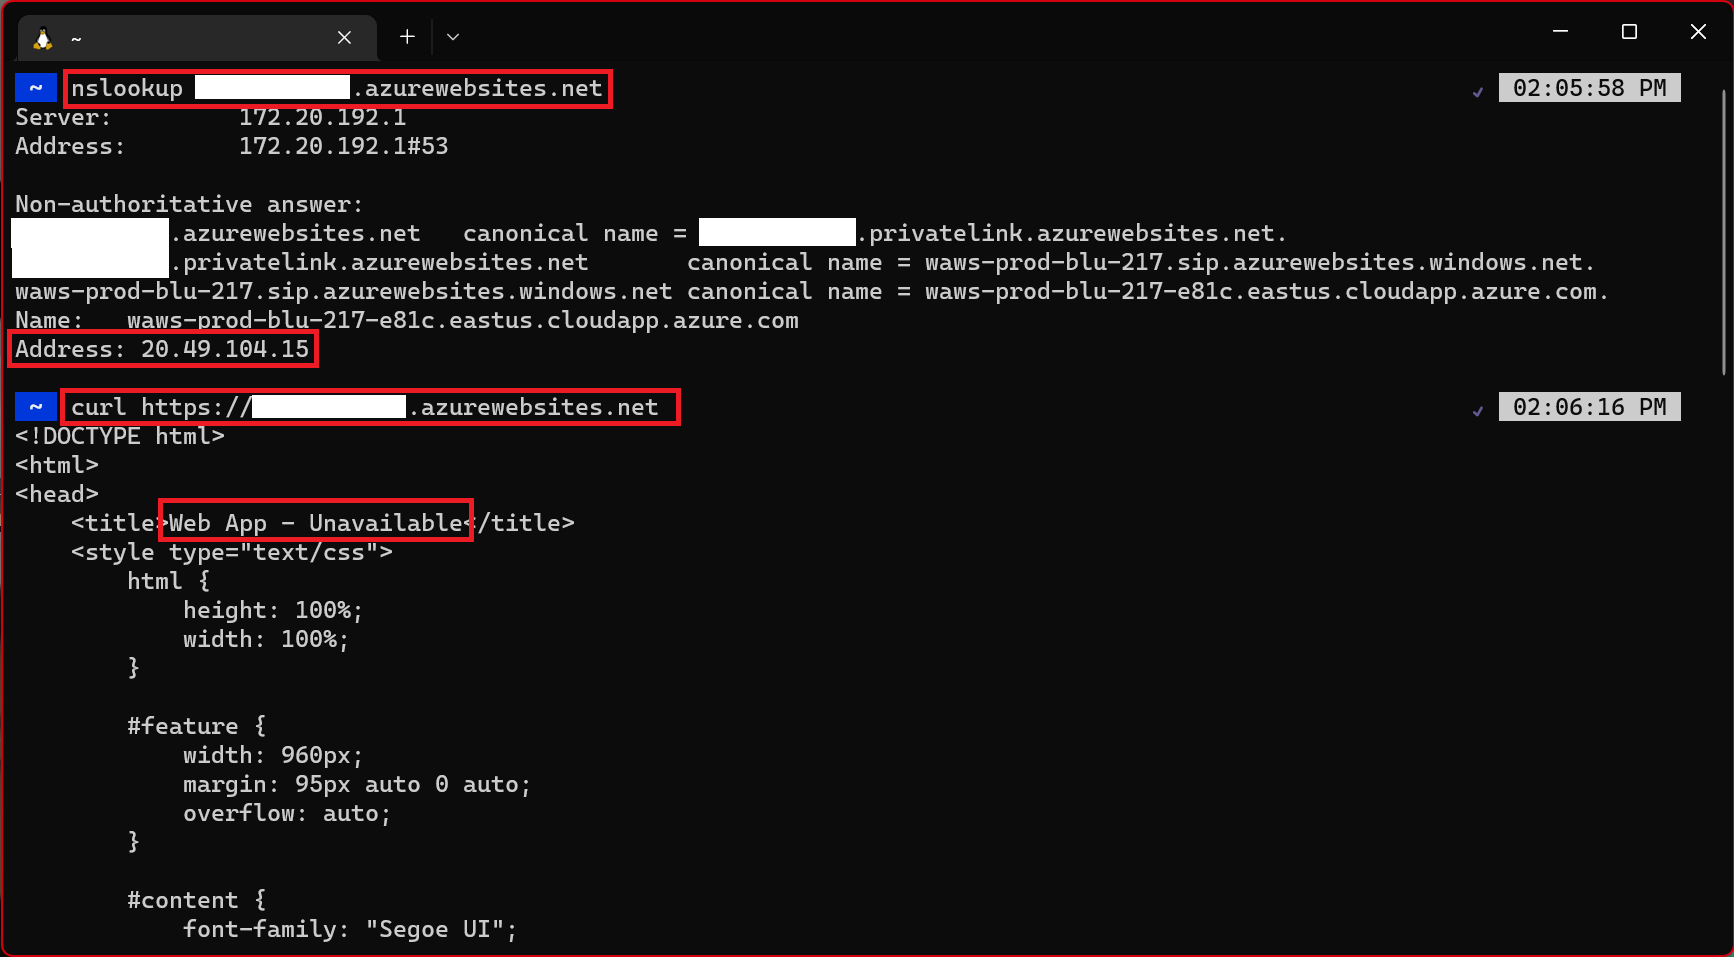 ~
~ nslookup .azurewebsites.net 02:05:58 PM
Server: 172.20.192.1
Address: 172.20.192.1#53
Non-authoritative answer:
.azurewebsites.net canonical name = .privatelink.azurewebsites.net.
.privatelink.azurewebsites.net canonical name = waws-prod-blu-217.sip.azurewebsites.windows.net.
waws-prod-blu-217.sip.azurewebsites.windows.net canonical name = waws-prod-blu-217-e81c.eastus.cloudapp.azure.com.
Name: waws-prod-blu-217-e81c.eastus.cloudapp.azure.com
Address: 20.49.104.15
~ curl https://.azurewebsites.net 02:06:16 PM
<!DOCTYPE html>
<html>
<head>
<title>Web App - Unavailable</title>
<style type="text/css">
html {
height: 100%;
width: 100%;
}
#feature {
width: 960px;
margin: 95px auto 0 auto;
overflow: auto;
}
#content {
font-family: "Segoe UI";